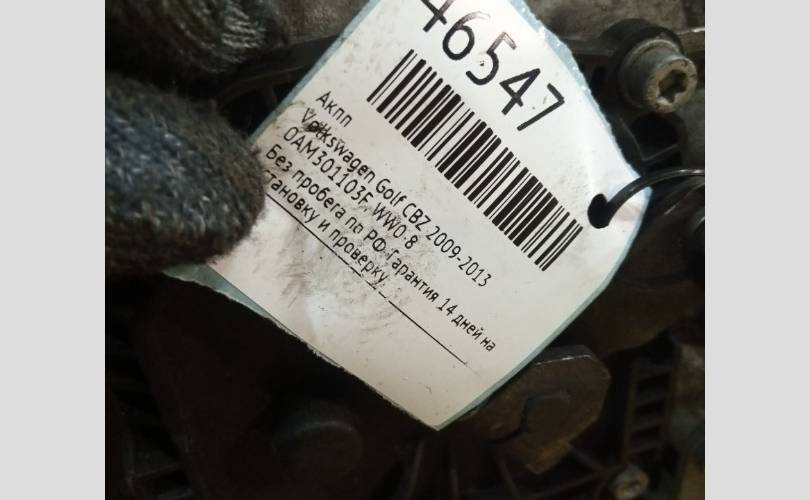 46547
Акпп
Volkswagen Golf CBZ 2009-2013
0AM301103F WW0 8
Без пробега по РФ Гарантия 14 дней на
тановку и проверку